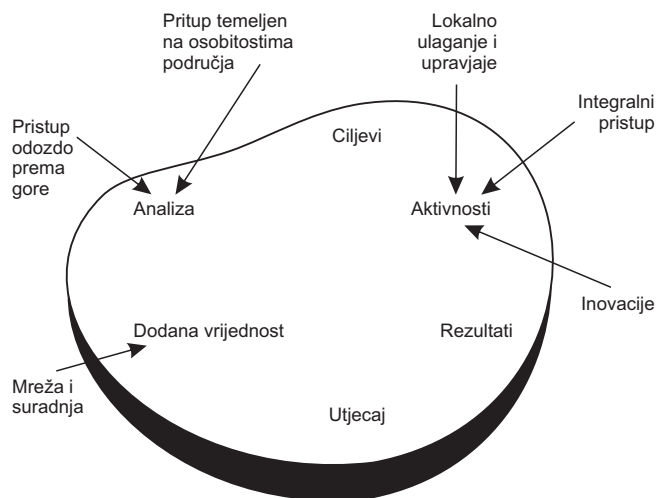 Pritup temeljen
na osobitostima
područja
Lokalno
ulaganje i
upravjaje
Integralni
pristup
Pristup
odozdo
prema
gore
Ciljevi
Analiza
Aktivnosti
Inovacije
Dodana vrijednost
Rezultati
Mreža i
suradnja
Utjecaj